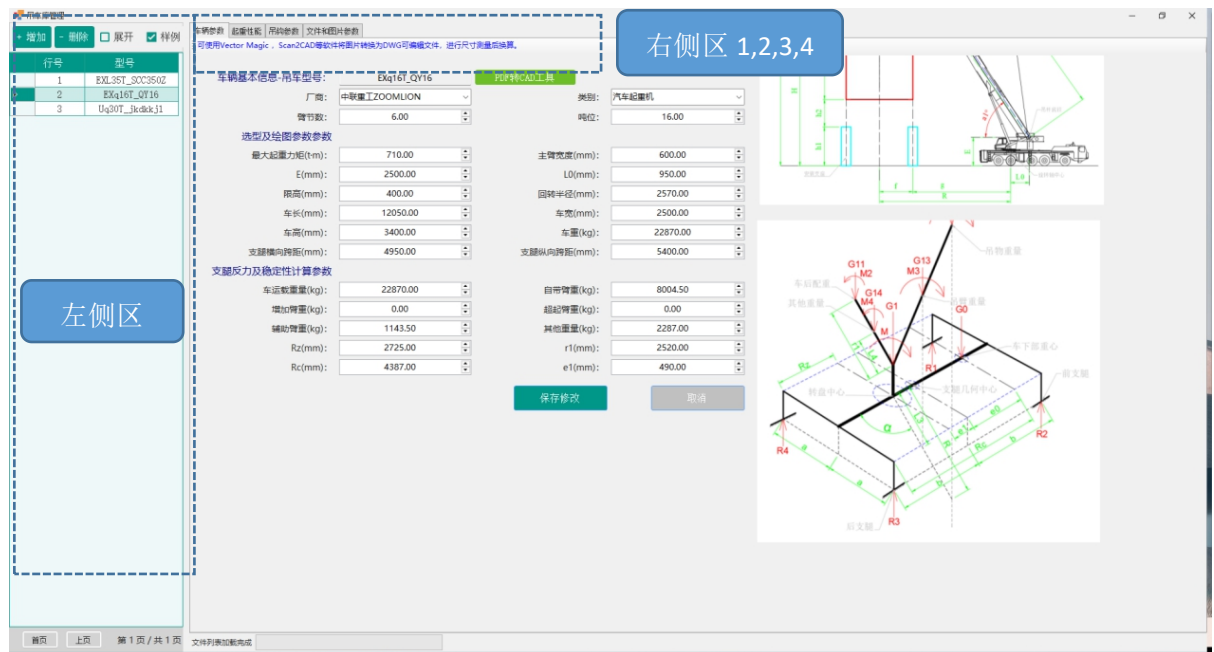 吊车库管理
+ 增加 - 删除 展开 样例
行号 型号
1 EXL35T_SCC350Z
2 EXq16T_QY16
3 Uq30T_jkdkkj1
左侧区
首页 上页 第 1 页 / 共 1 页
车辆参数 起重性能 吊钩参数 文件和图片参数
右侧区 1,2,3,4
可使用Vector Magic，Scan2CAD等软件将图片转换为DWG可编辑文件，进行尺寸测量后换算。
车辆基本信息-吊车型号: EXq16T_QY16 PDF转CAD工具
厂商: 中联重工ZOOMLION 类别: 汽车起重机
臂节数: 6.00 吨位: 16.00
选型及绘图参数参数
最大起重力矩(t·m): 710.00 主臂宽度(mm): 600.00
E(mm): 2500.00 L0(mm): 950.00
限高(mm): 400.00 回转半径(mm): 2570.00
车长(mm): 12050.00 车宽(mm): 2500.00
车高(mm): 3400.00 车重(kg): 22870.00
支腿横向跨距(mm): 4950.00 支腿纵向跨距(mm): 5400.00
支腿反力及稳定性计算参数
车运载重量(kg): 22870.00 自带臂重(kg): 8004.50
增加臂重(kg): 0.00 超起臂重(kg): 0.00
辅助臂重(kg): 1143.50 其他重量(kg): 2287.00
Rz(mm): 2725.00 r1(mm): 2520.00
Rc(mm): 4387.00 e1(mm): 490.00
保存修改 取消
文件列表加载完成
H
h2
h1
E
La
f
R
吊物重量
G11
M2
G13
M3
车后配重
G14
M4
其他重量
G1
吊臂重量
G0
M
R1
车下部重心
Rz
转盘中心
支腿几何中心
前支腿
α
e0
e1
Rc
b
R2
R4
a
a
b
R3
后支腿